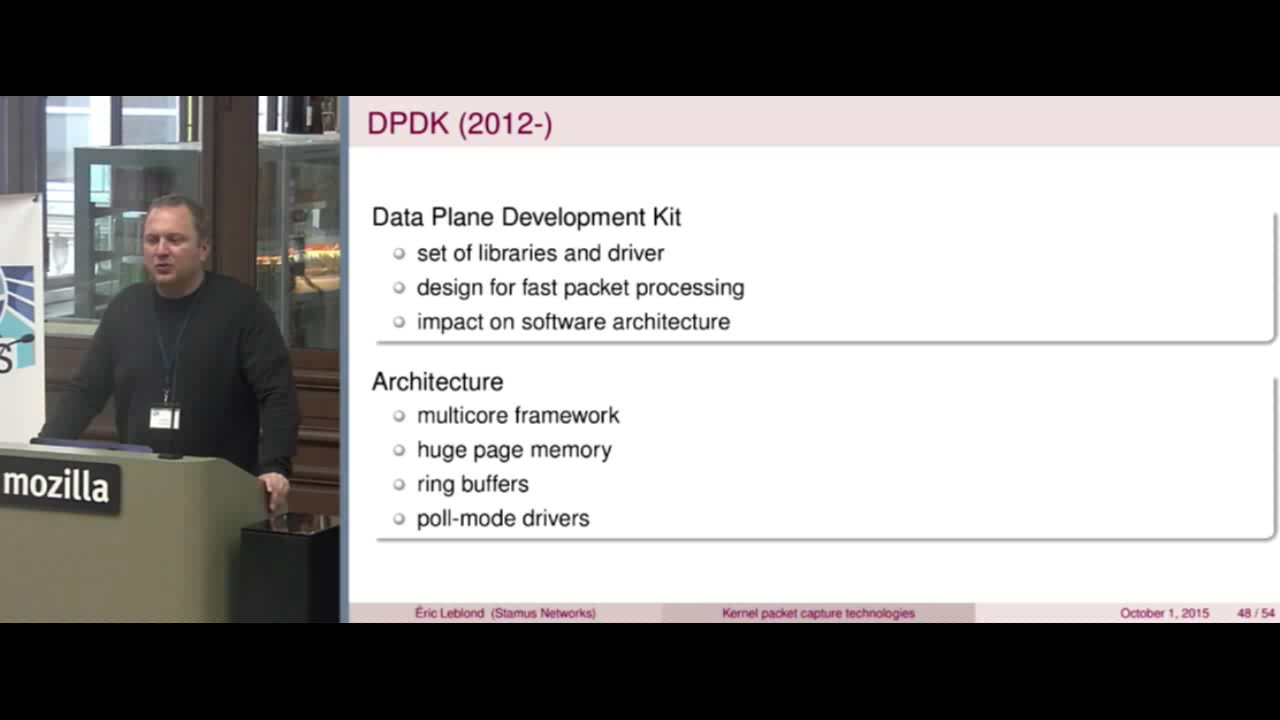 DPDK (2012-)
Data Plane Development Kit
set of libraries and driver
design for fast packet processing
impact on software architecture
Architecture
multicore framework
huge page memory
ring buffers
poll-mode drivers
mozilla
Éric Leblond (Stamus Networks)
Kernel packet capture technologies
October 1, 2015
48 / 54